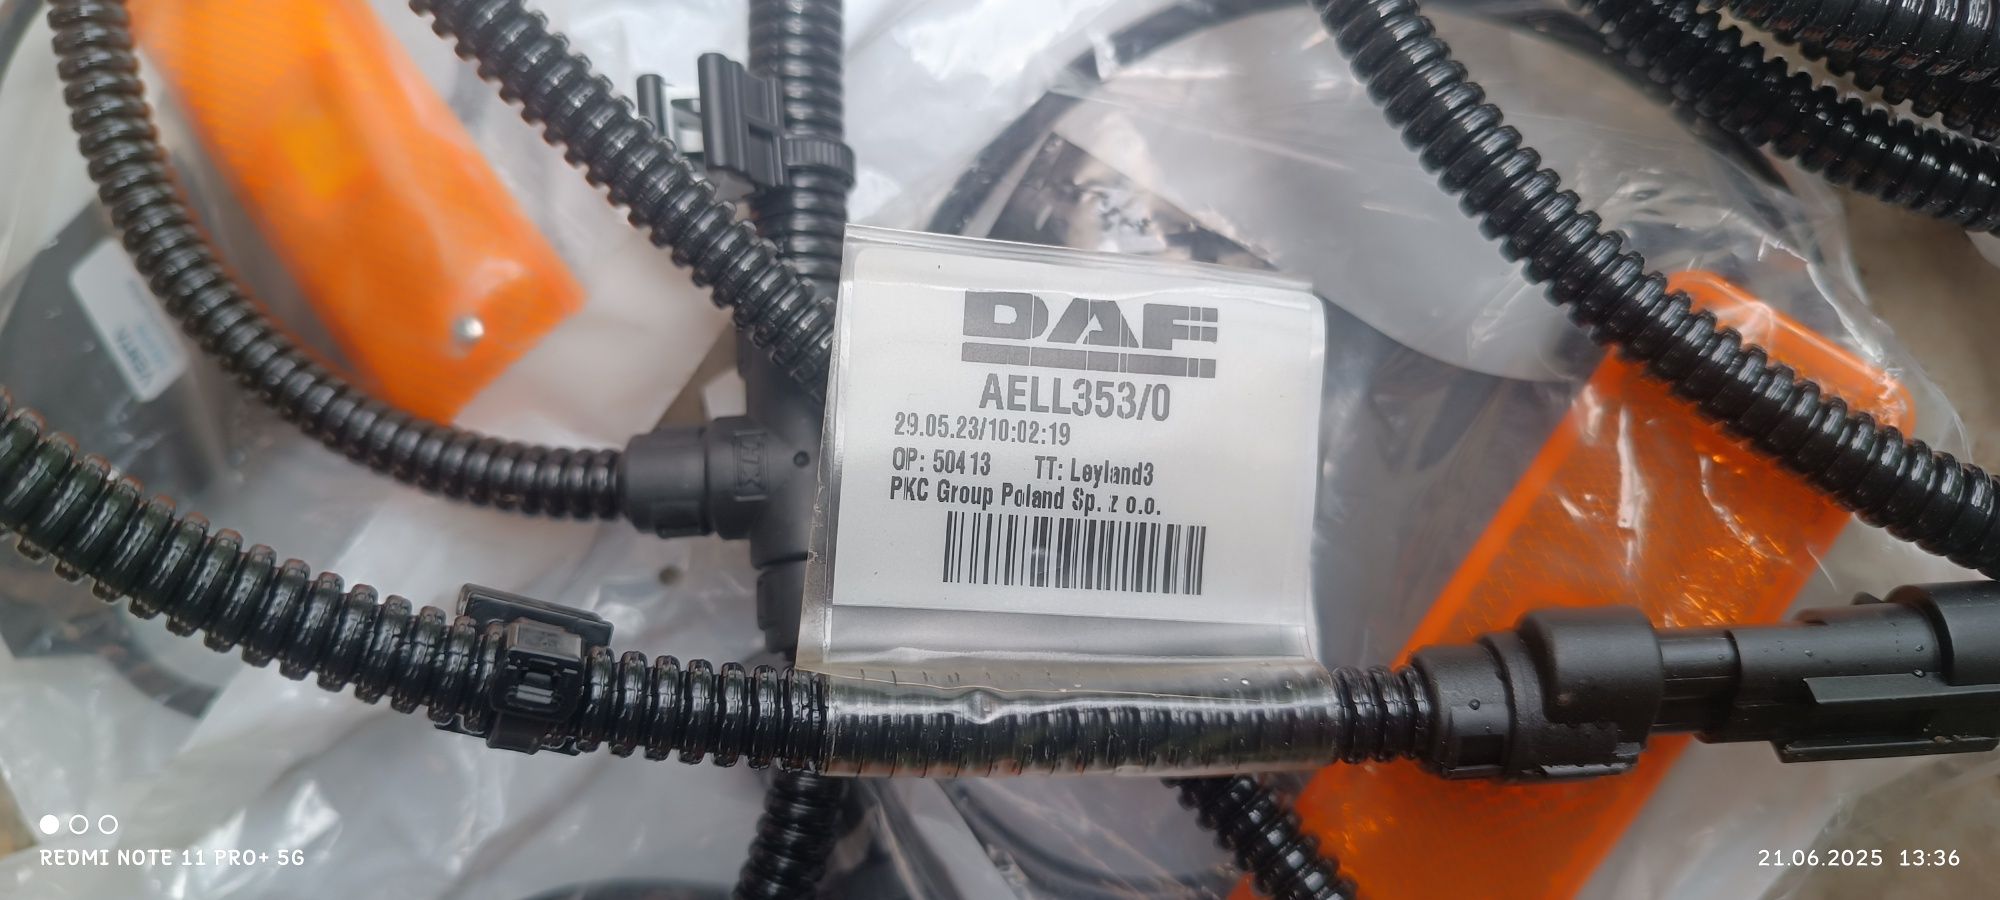 DAF
AELL353/0
29.05.23/10:02:19
OP: 50413 TT: Leyland3
PKC Group Poland Sp. z o.o.
REDMI NOTE 11 PRO+ 5G
21.06.2025 13:36